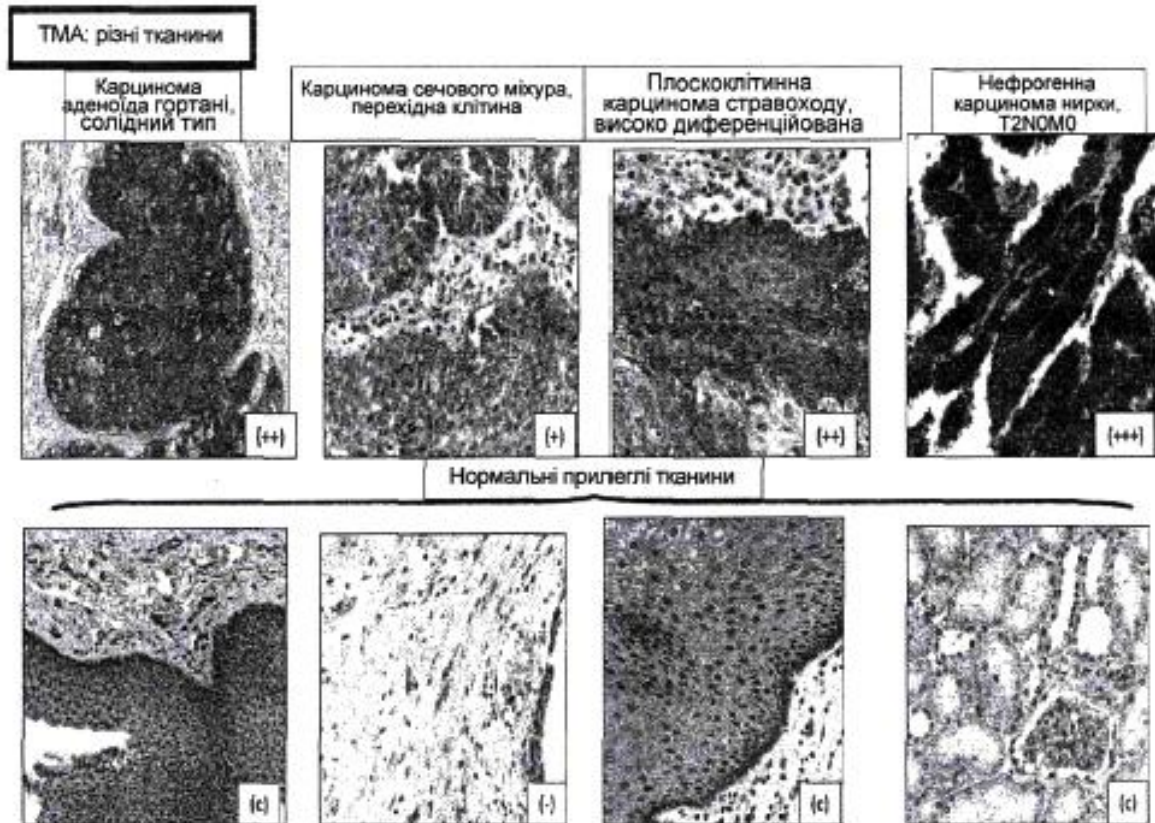 ТМА: різні тканини
Карцинома
аденоїда гортані,
солідний тип
Карцинома сечового міхура,
перехідна клітина
Плоскоклітинна
карцинома стравоходу,
високо диференційована
Нефрогенна
карцинома нирки,
T2N0M0
(++)
(+)
(++)
(+++)
Нормальні прилеглі тканини
(c)
(-)
(c)
(c)